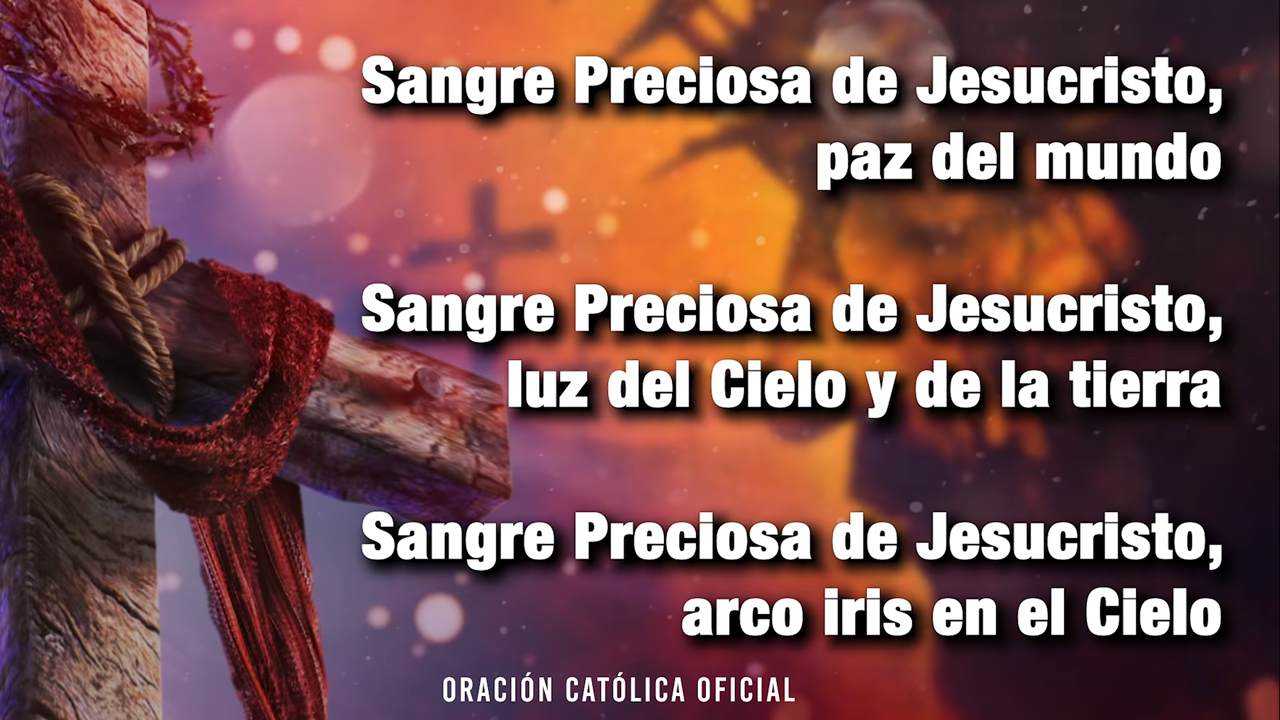 Sangre Preciosa de Jesucristo,
paz del mundo
Sangre Preciosa de Jesucristo,
luz del Cielo y de la tierra
Sangre Preciosa de Jesucristo,
arco iris en el Cielo
ORACIÓN CATÓLICA OFICIAL